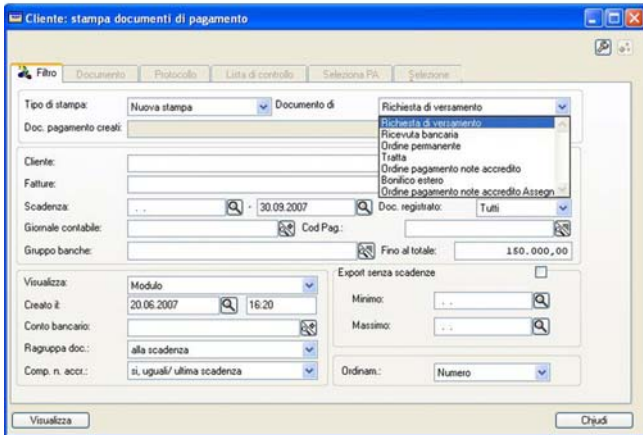 Cliente: stampa documenti di pagamento
Filtro Documento Protocollo Lista di controllo Seleziona PA Selezione
Tipo di stampa: Nuova stampa Documento di Richiesta di versamento
Doc. pagamento creati: Richiesta di versamento
Ricevuta bancaria
Ordine permanente
Tratta
Ordine pagamento note accredito
Bonifico estero
Ordine pagamento note accredito Assegn
Cliente:
Fatture:
Scadenza: . . - 30.09.2007 Doc. registrato: Tutti
Giornale contabile: Cod Pag.:
Gruppo banche: Fino al totale: 150.000,00
Visualizza: Modulo
Creato il: 20.06.2007 16:20
Conto bancario:
Ragruppa doc.: alla scadenza
Comp. n. accr.: si, uguali/ ultima scadenza
Export senza scadenze
Minimo: . .
Massimo: . .
Ordinam.: Numero
Visualizza Chiudi